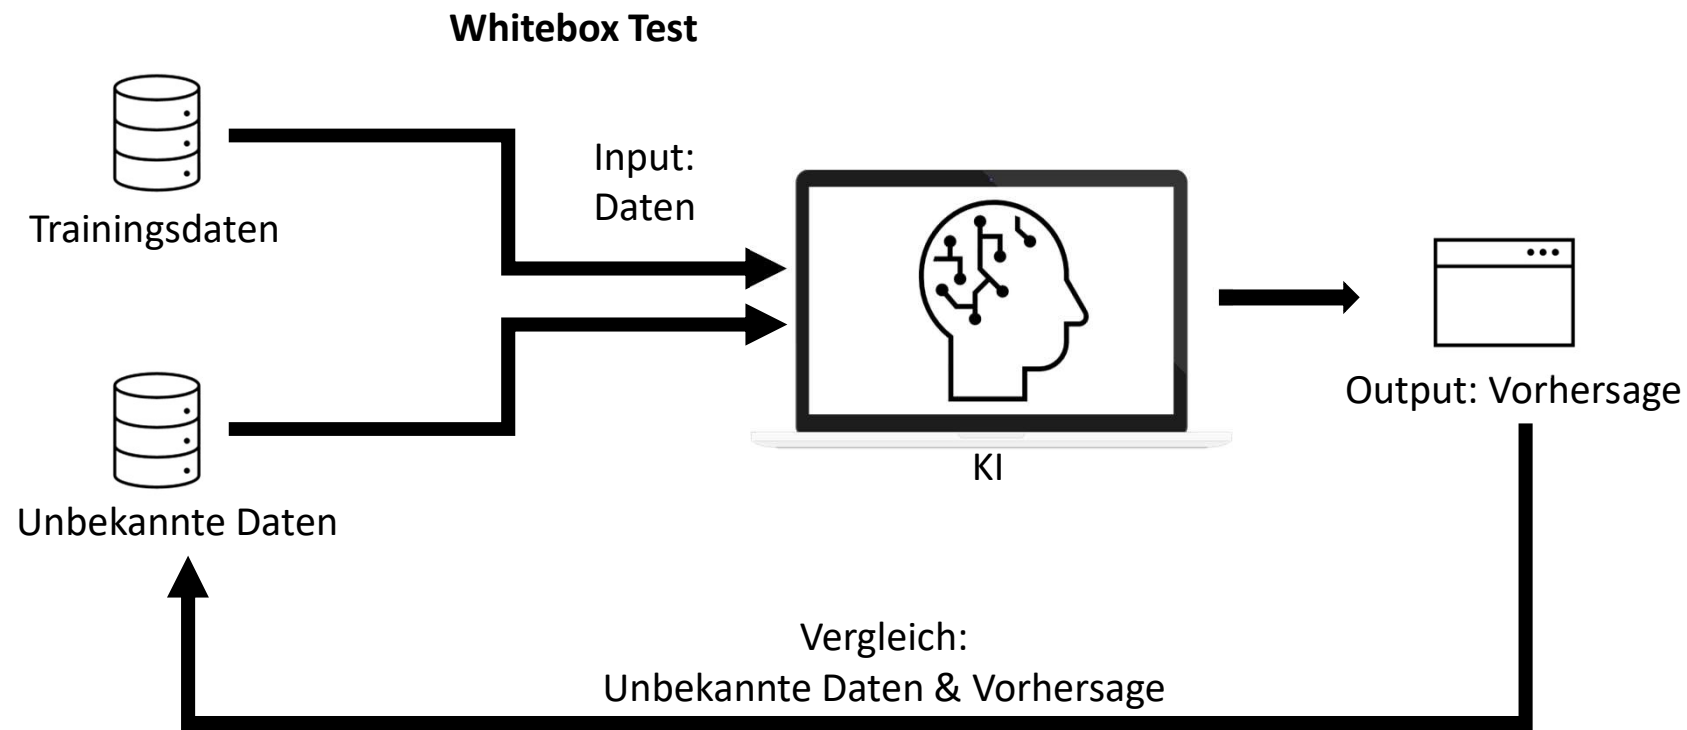 Whitebox Test
Input:
Daten
Trainingsdaten
Output: Vorhersage
KI
Unbekannte Daten
Vergleich:
Unbekannte Daten & Vorhersage